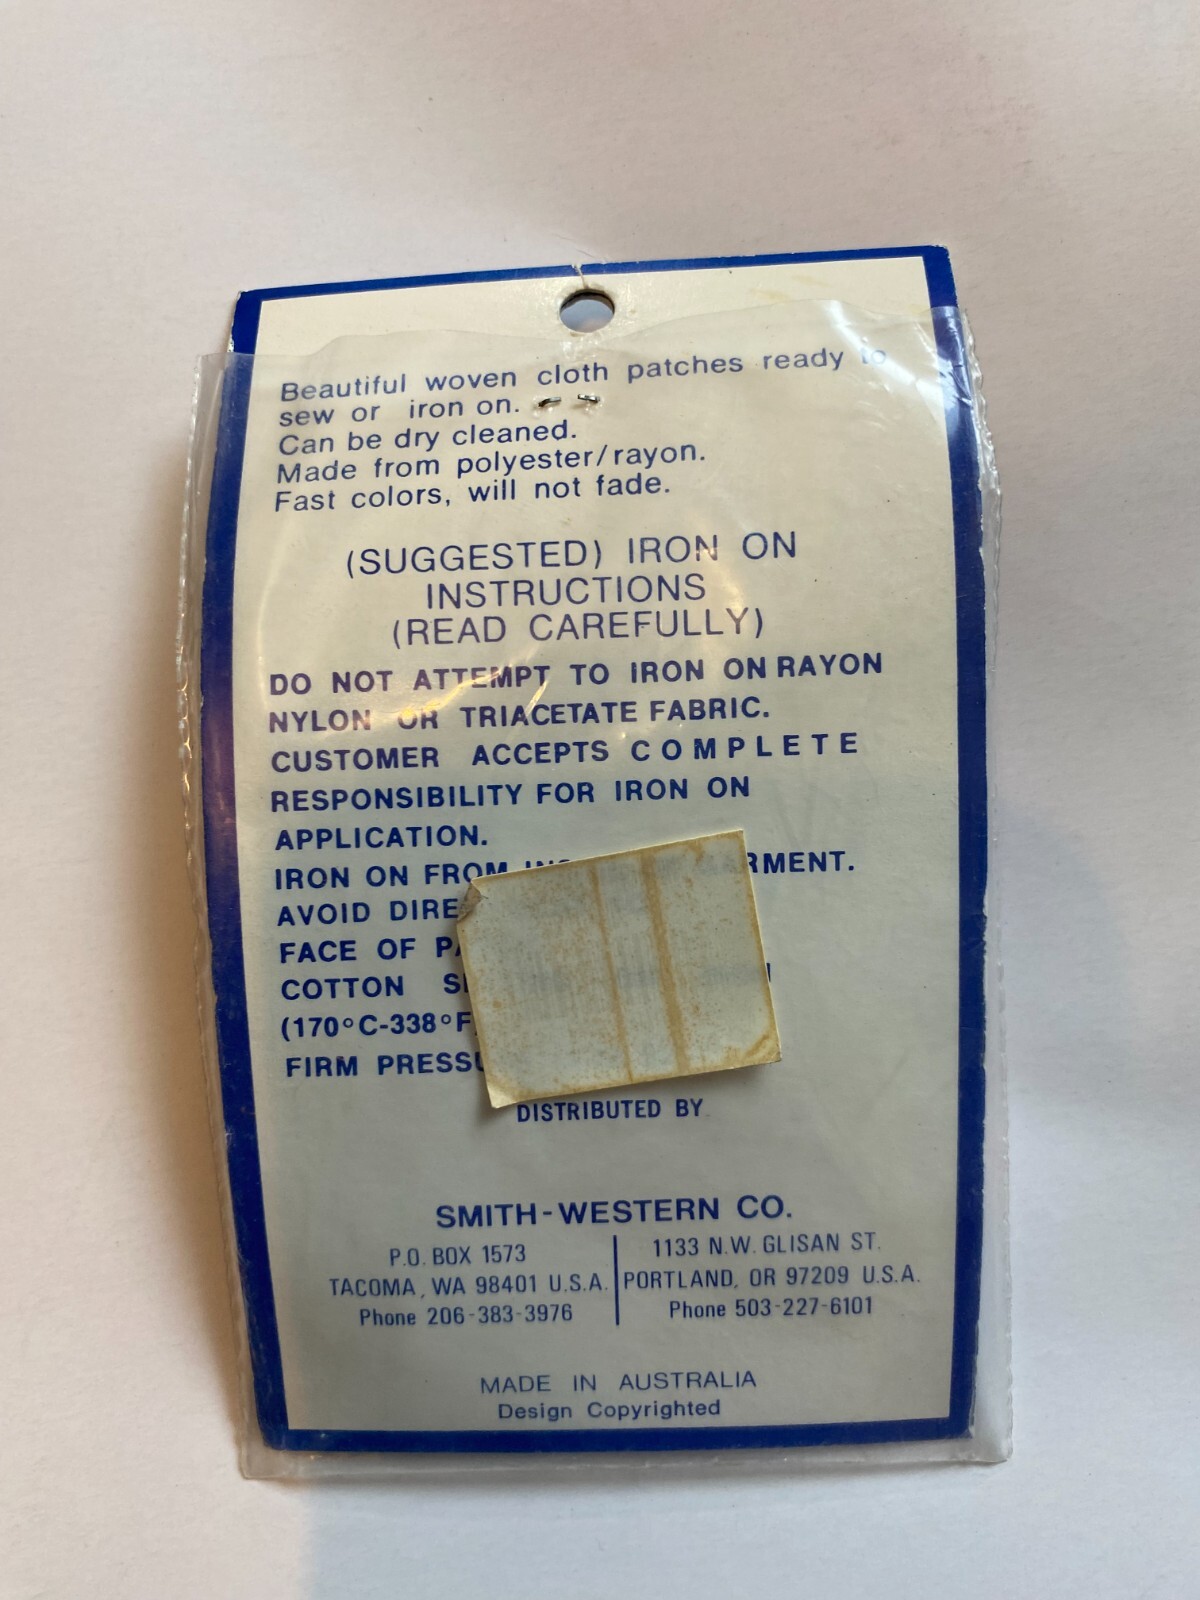 Beautiful woven cloth patches ready to
sew or iron on.
Can be dry cleaned.
Made from polyester/rayon.
Fast colors, will not fade.
(SUGGESTED) IRON ON
INSTRUCTIONS
(READ CAREFULLY)
DO NOT ATTEMPT TO IRON ON RAYON
NYLON OR TRIACETATE FABRIC.
CUSTOMER ACCEPTS COMPLETE
RESPONSIBILITY FOR IRON ON
APPLICATION.
IRON ON FROM
AVOID
FACE OF
COTTON
(170°C-338°F
FIRM
DISTRIBUTED BY
SMITH-WESTERN CO.
P.O. BOX 1573
TACOMA, WA 98401 U.S.A.
Phone 206-383-3976
1133 N.W. GLISAN ST.
PORTLAND, OR 97209 U.S.A.
Phone 503-227-6101
MADE IN AUSTRALIA
Design Copyrighted